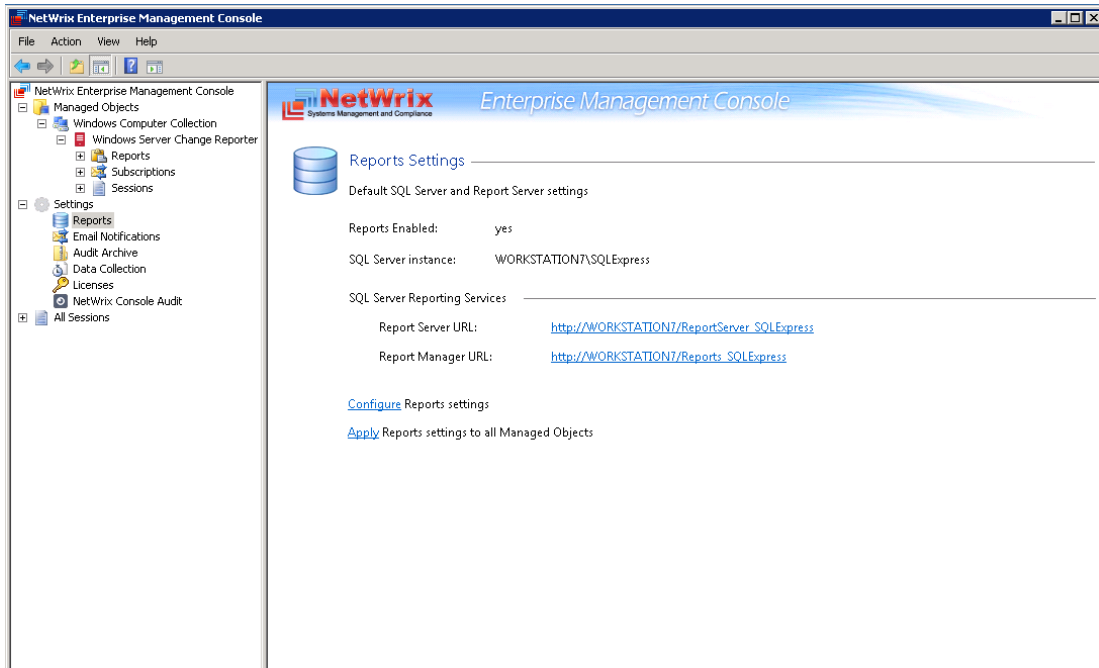 NetWrix Enterprise Management Console
File Action View Help
NetWrix Enterprise Management Console
Managed Objects
Windows Computer Collection
Windows Server Change Reporter
Reports
Subscriptions
Sessions
Settings
Reports
Email Notifications
Audit Archive
Data Collection
Licenses
NetWrix Console Audit
All Sessions
NetWrix
Systems Management and Compliance
Enterprise Management Console
Reports Settings
Default SQL Server and Report Server settings
Reports Enabled: yes
SQL Server instance: WORKSTATION7\SQLExpress
SQL Server Reporting Services
Report Server URL: http://WORKSTATION7/ReportServer_SQLExpress
Report Manager URL: http://WORKSTATION7/Reports_SQLExpress
Configure Reports settings
Apply Reports settings to all Managed Objects